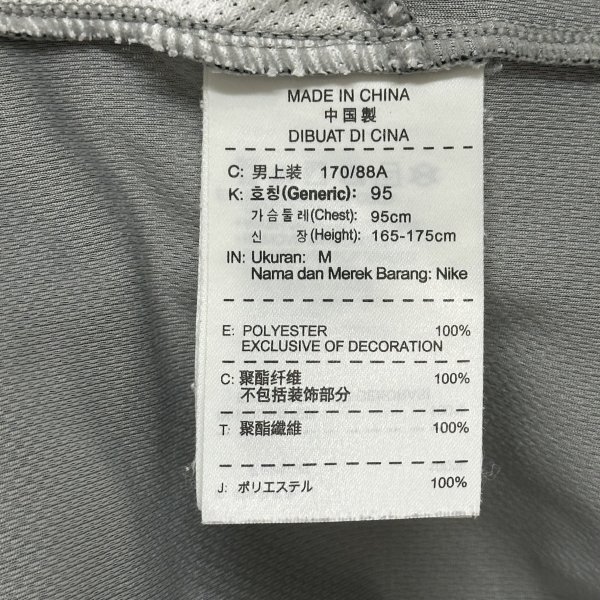 MADE IN CHINA
中国製
DIBUAT DI CINA
C: 男上装 170/88A
K: 호칭(Generic): 95
가슴둘레(Chest): 95cm
신 장(Height): 165-175cm
IN: Ukuran: M
Nama dan Merek Barang: Nike
E: POLYESTER 100%
EXCLUSIVE OF DECORATION
C: 聚酯纤维 100%
不包括装饰部分
T: 聚酯纖維 100%
J: ポリエステル 100%